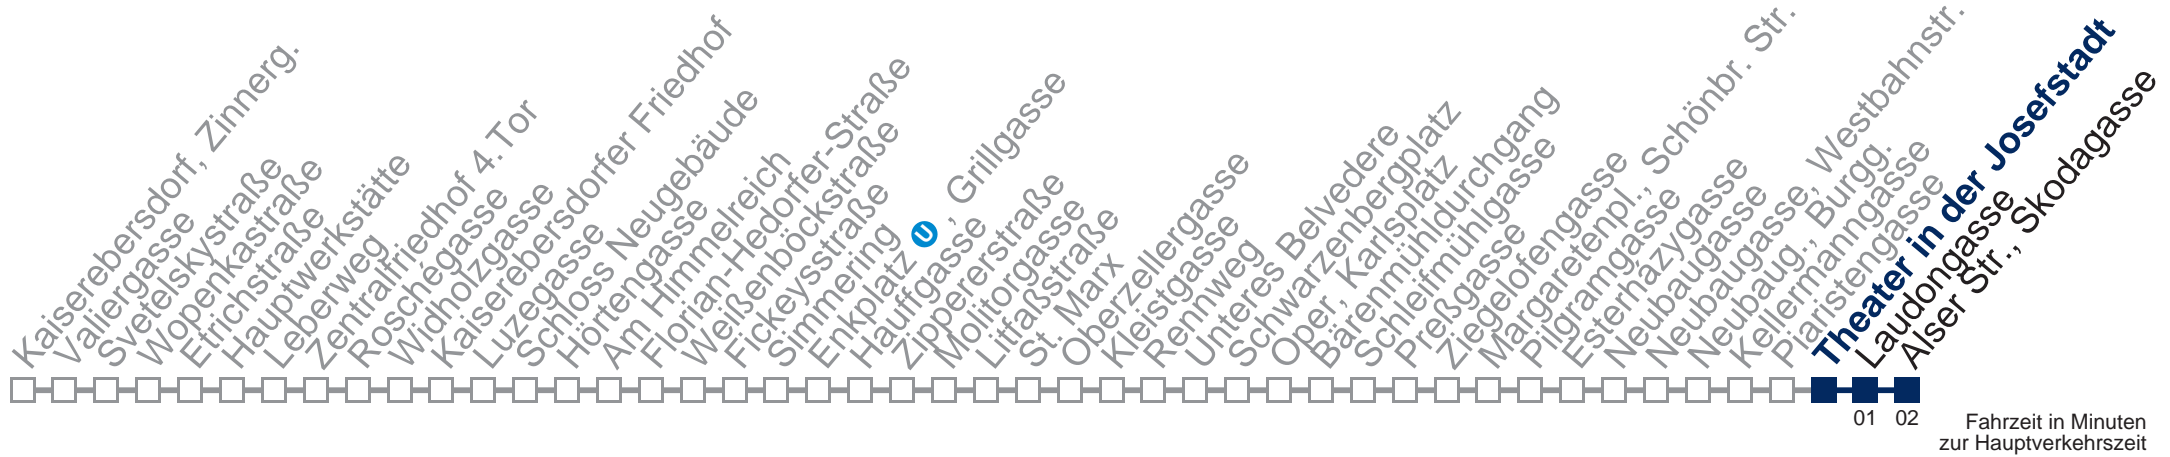 Kaiserebersdorf, Zinnerg.
Valiergasse
Svetelskystraße
Wopenkastraße
Etrichstraße
Hauptwerkstätte
Leberweg
Zentralfriedhof 4.Tor
Roschégasse
Widholzgasse
Kaiserebersdorfer Friedhof
Luzegasse
Schloss Neugebäude
Hörtengasse
Am Himmelreich
Florian-Hedorfer-Straße
Weißenböckstraße
Fickeysstraße
Simmering
Enkplatz U , Grillgasse
Hauffgasse
Zippererstraße
Molitorgasse
Litfaßstraße
St. Marx
Oberzellergasse
Kleistgasse
Rennweg
Unteres Belvedere
Schwarzenbergplatz
Oper, Karlsplatz
Bärenmühldurchgang
Schleifmühlgasse
Preßgasse
Ziegelofengasse
Margaretenpl., Schönbr. Str.
Pilgramgasse
Esterházygasse
Neubaugasse
Neubaugasse, Westbahnstr.
Neubaug., Burgg.
Kellermanngasse
Piaristengasse
Theater in der Josefstadt
Laudongasse
Alser Str., Skodagasse
01 02
Fahrzeit in Minuten
zur Hauptverkehrszeit